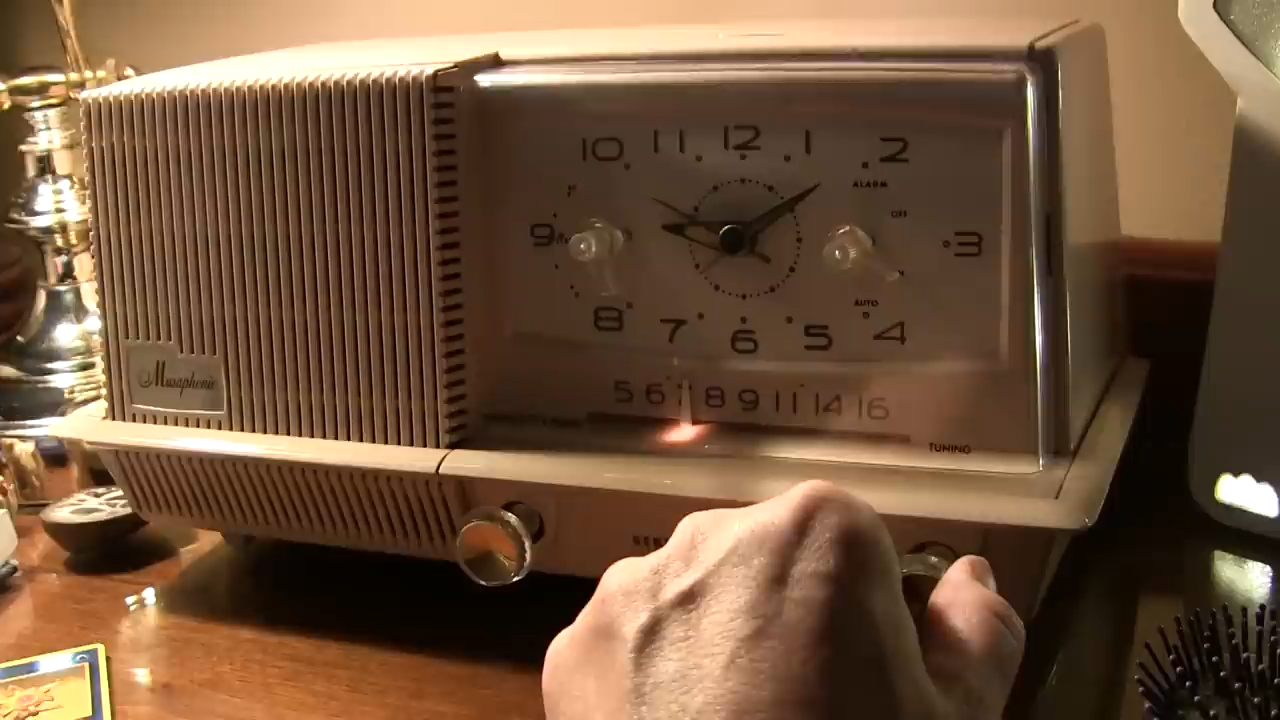 10 11 12 1 2
ALARM
OFF
9 3
AUTO
8 7 6 5 4
Musaphonic
5 6 7 8 9 11 14 16
TUNING